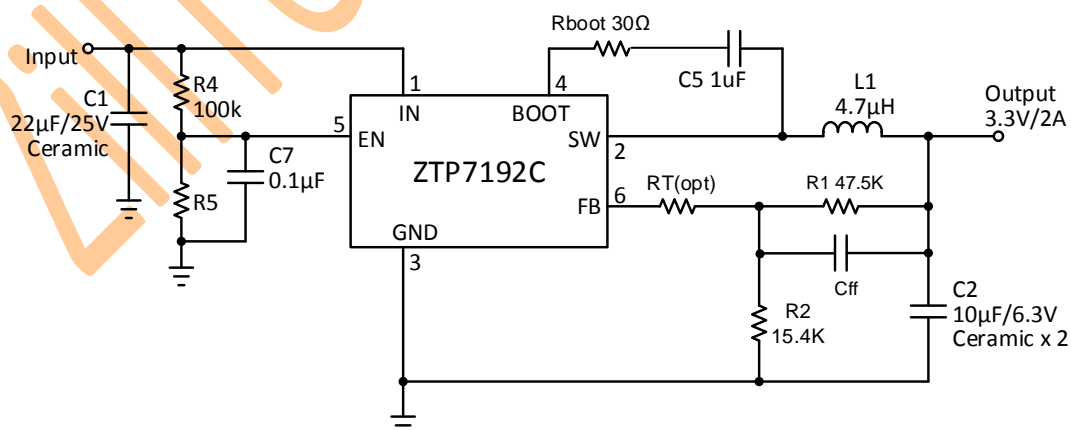 Rboot 30Ω
C5 1uF
Input
C1
22µF/25V
Ceramic
R4
100k
1
IN
4
BOOT
L1
4.7µH
Output
3.3V/2A
5
EN
SW
2
C7
0.1µF
ZTP7192C
R5
FB
6
RT(opt)
R1 47.5K
GND
3
Cff
C2
10µF/6.3V
Ceramic x 2
R2
15.4K